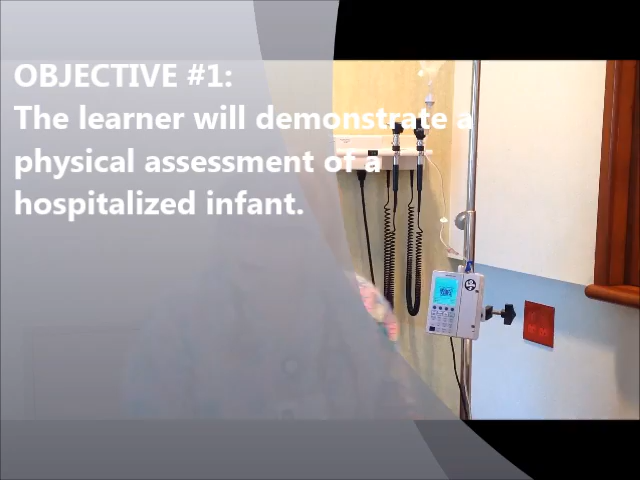 OBJECTIVE #1:
The learner will demonstrate a
physical assessment of a
hospitalized infant.